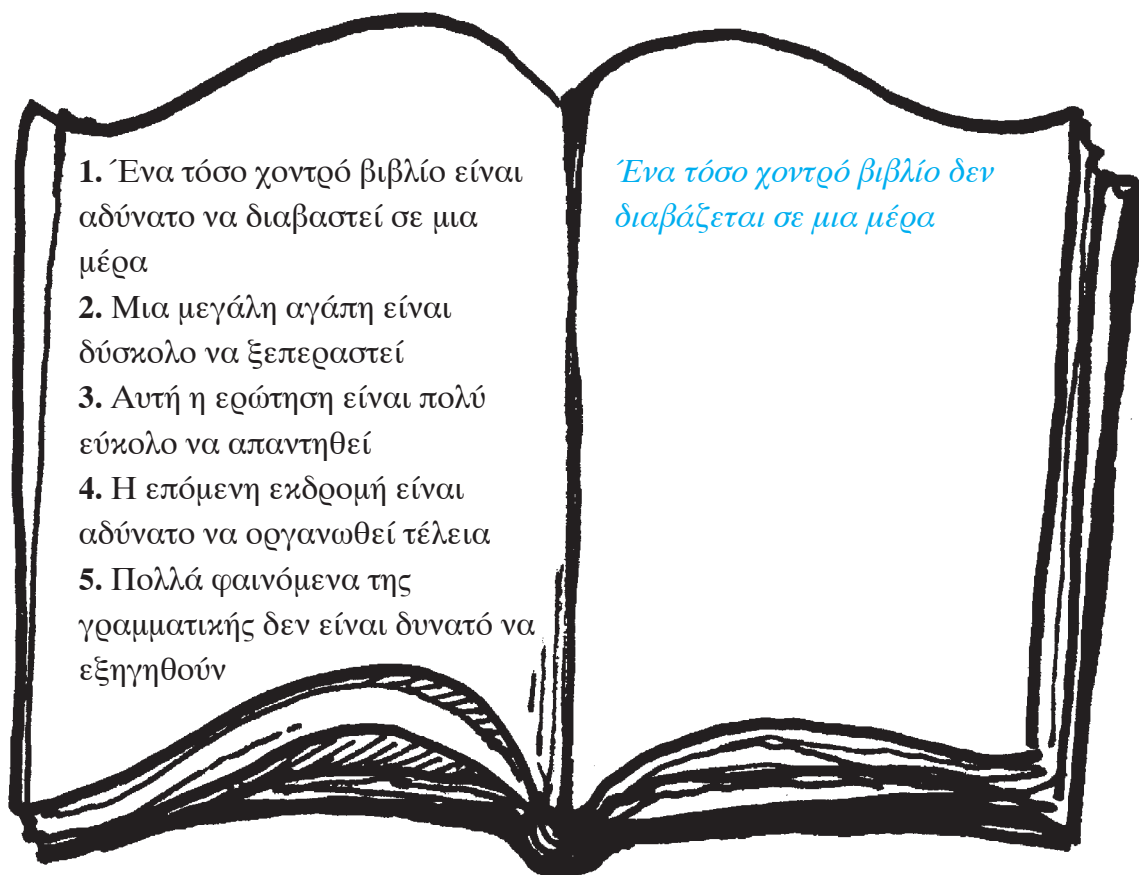 1. Ένα τόσο χοντρό βιβλίο είναι
αδύνατο να διαβαστεί σε μια
μέρα
2. Μια μεγάλη αγάπη είναι
δύσκολο να ξεπεραστεί
3. Αυτή η ερώτηση είναι πολύ
εύκολο να απαντηθεί
4. Η επόμενη εκδρομή είναι
αδύνατο να οργανωθεί τέλεια
5. Πολλά φαινόμενα της
γραμματικής δεν είναι δυνατό να
εξηγηθούν
Ένα τόσο χοντρό βιβλίο δεν
διαβάζεται σε μια μέρα